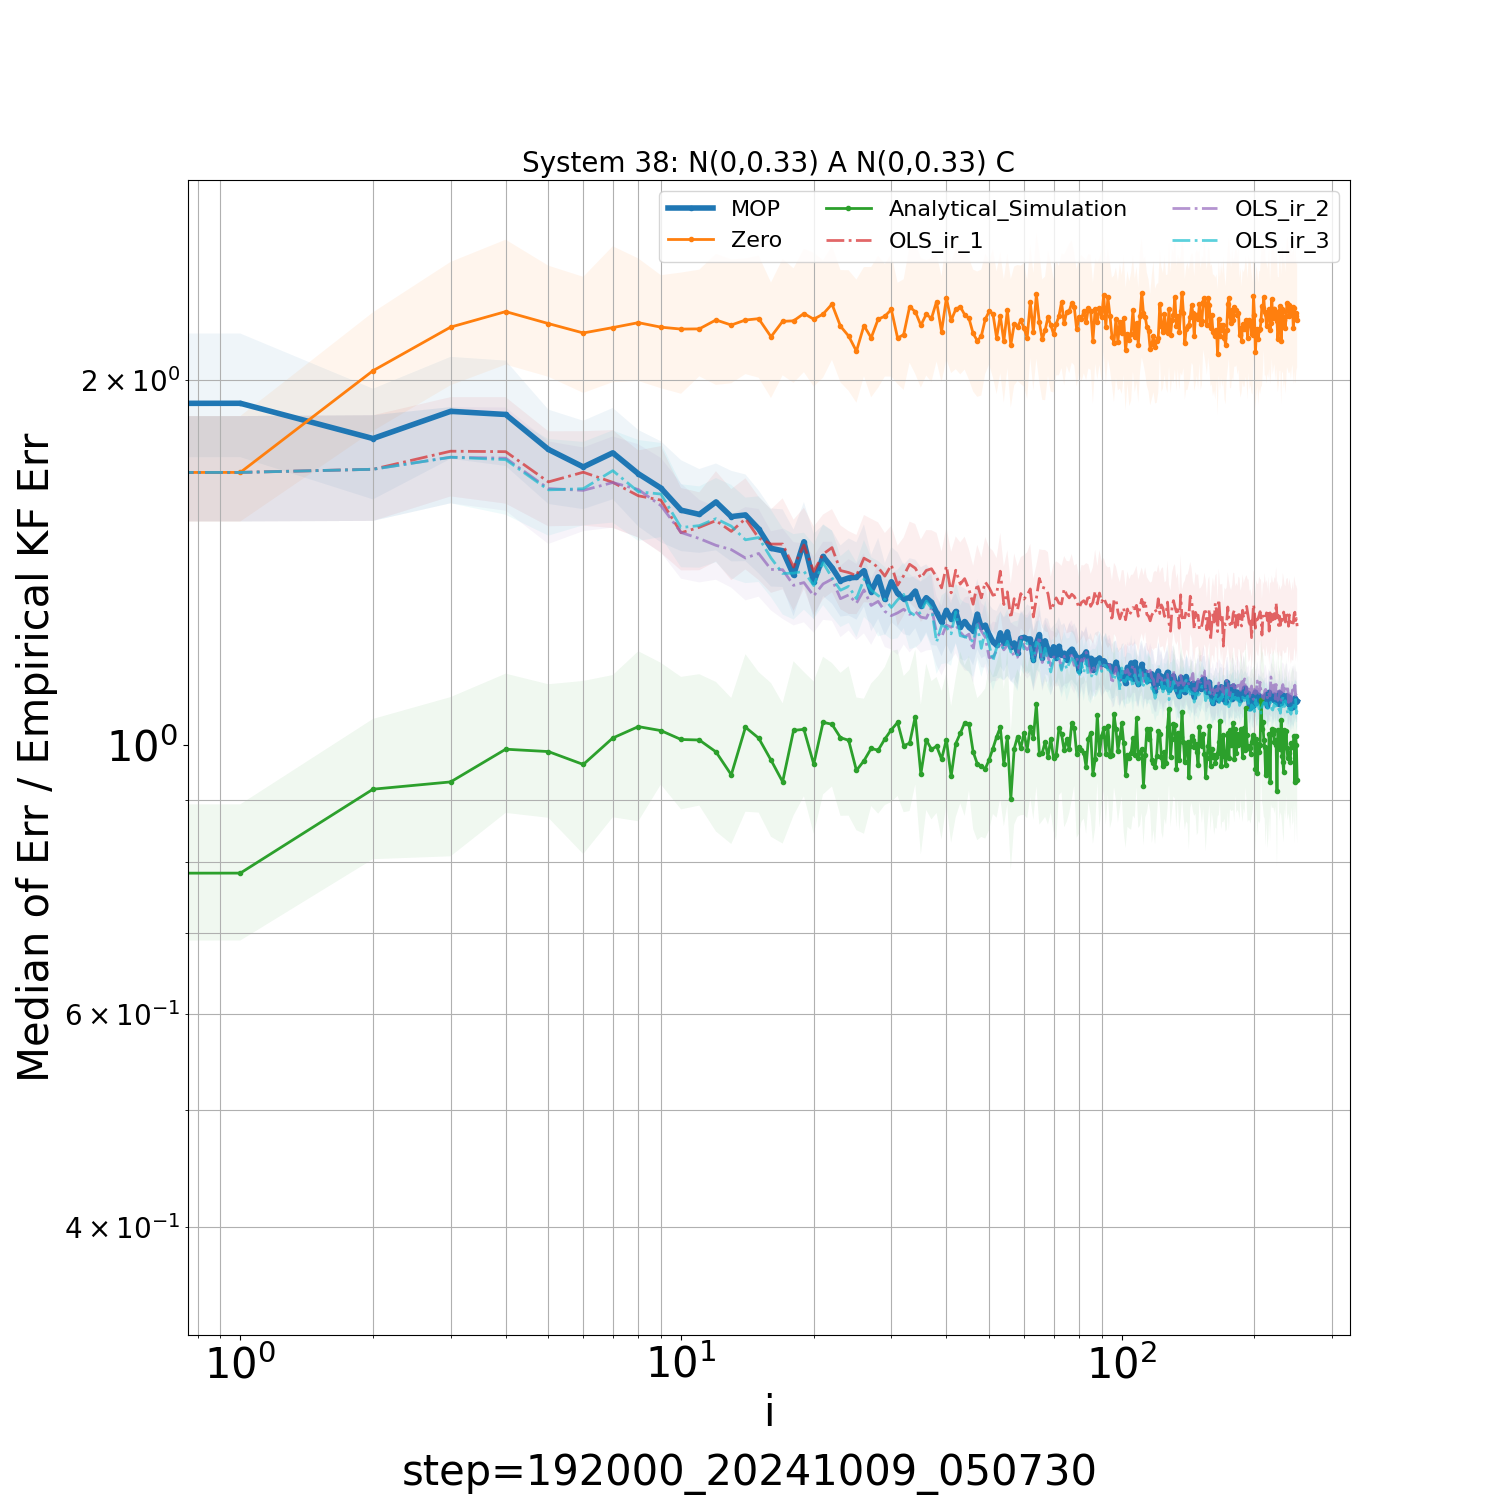 System 38: N(0,0.33) A N(0,0.33) C
MOP
Zero
Analytical_Simulation
OLS_ir_1
OLS_ir_2
OLS_ir_3
Median of Err / Empirical KF Err
2 × 10⁰
10⁰
6 × 10⁻¹
4 × 10⁻¹
10⁰ 10¹ 10²
i
step=192000_20241009_050730